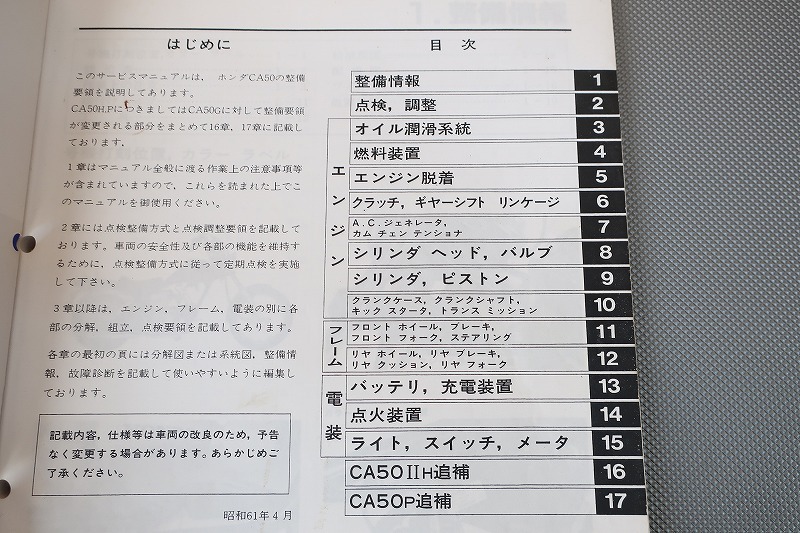 はじめに
このサービスマニュアルは，ホンダCA50の整備
要領を説明してあります。
CA50H,PにつきましてはCA50Gに対して整備要領
が変更される部分をまとめて16章，17章に記載し
ております．
1章はマニュアル全般に渡る作業上の注意事項等
が含まれていますので，これらを読まれた上でこ
のマニュアルを御使用ください。
2章には点検整備方式と点検調整要領を記載して
おります。車両の安全性及び各部の機能を維持す
るために，点検整備方式に従って定期点検を実施
して下さい。
3章以降は，エンジン，フレーム，電装の別に各
部の分解，組立，点検要領を記載してあります。
各章の最初の頁には分解図または系統図，整備情
報，故障診断を記載して使いやすいように編集し
ております。
記載内容，仕様等は車両の改良のため，予告
なく変更する場合があります。あらかじめご
了承ください。
昭和61年4月
目 次
整備情報 1
点検，調整 2
エンジン
オイル潤滑系統 3
燃料装置 4
エンジン脱着 5
クラッチ，ギヤーシフト リンケージ 6
A.C.ジェネレータ，
カム チェン テンショナ 7
シリンダ ヘッド，バルブ 8
シリンダ，ピストン 9
クランクケース，クランクシャフト，
キック スタータ，トランス ミッション 10
フレーム
フロント ホイール，ブレーキ，
フロント フォーク，ステアリング 11
リヤ ホイール，リヤ ブレーキ，
リヤ クッション，リヤ フォーク 12
電装
バッテリ，充電装置 13
点火装置 14
ライト，スイッチ，メータ 15
CA50ⅡH追補 16
CA50P追補 17